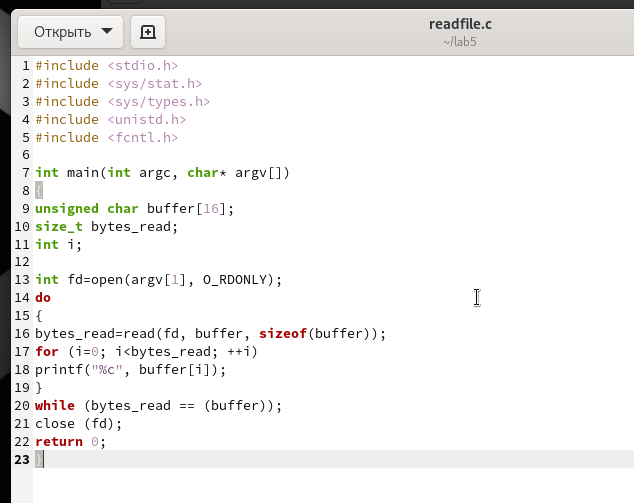 Открыть
readfile.c
~/lab5
1 #include <stdio.h>
2 #include <sys/stat.h>
3 #include <sys/types.h>
4 #include <unistd.h>
5 #include <fcntl.h>
6
7 int main(int argc, char* argv[])
8 {
9 unsigned char buffer[16];
10 size_t bytes_read;
11 int i;
12
13 int fd=open(argv[1], O_RDONLY);
14 do
15 {
16 bytes_read=read(fd, buffer, sizeof(buffer));
17 for (i=0; i<bytes_read; ++i)
18 printf("%c", buffer[i]);
19 }
20 while (bytes_read == (buffer));
21 close (fd);
22 return 0;
23 }